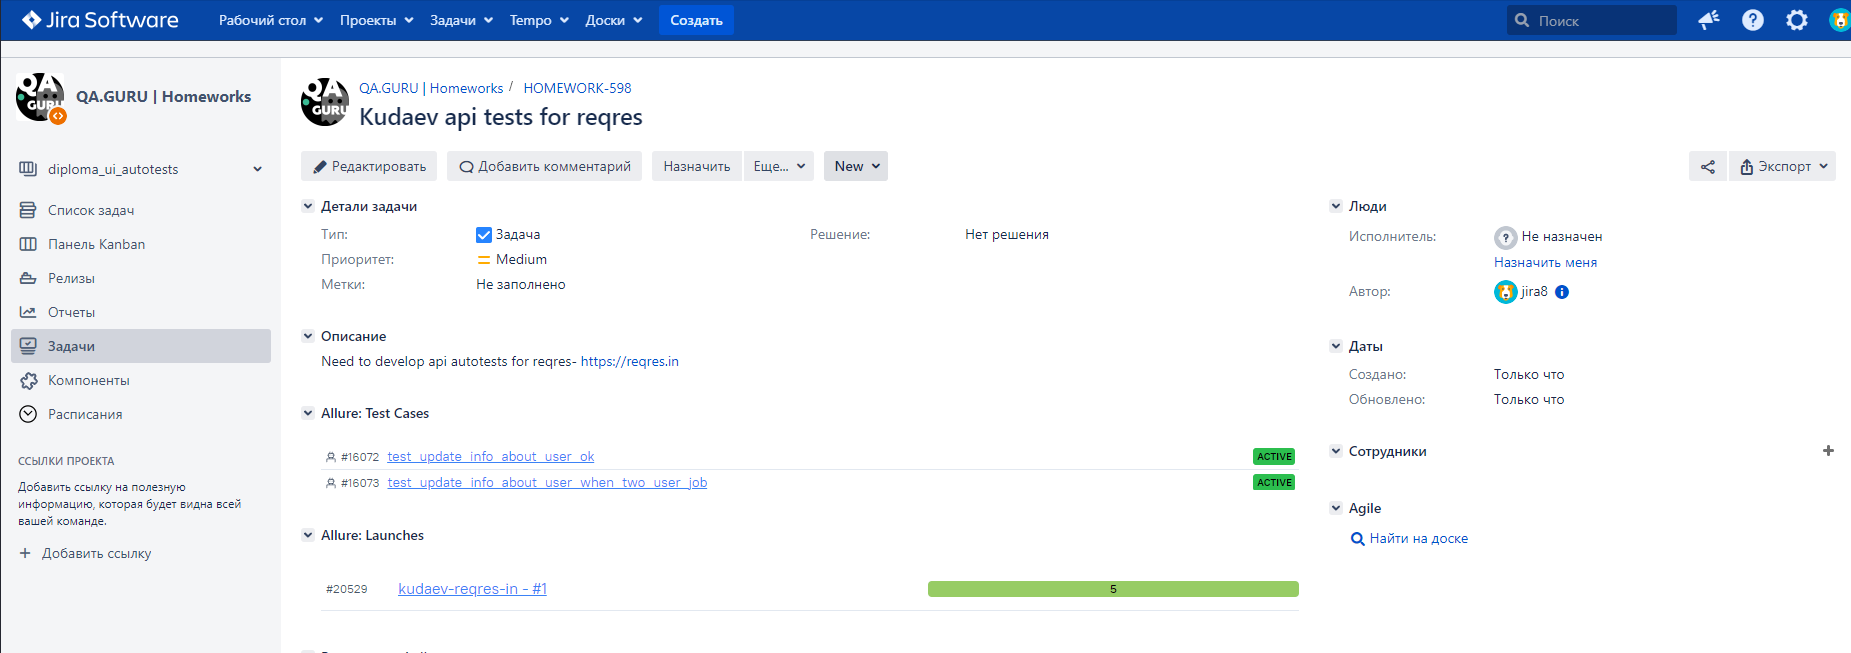 Jira Software
Рабочий стол
Проекты
Задачи
Tempo
Доски
Создать
Поиск
QA GURU
QA.GURU | Homeworks
diploma_ui_autotests
Список задач
Панель Kanban
Релизы
Отчеты
Задачи
Компоненты
Расписания
ССЫЛКИ ПРОЕКТА
Добавить ссылку на полезную
информацию, которая будет видна всей
вашей команде.
+ Добавить ссылку
QA GURU
QA.GURU | Homeworks / HOMEWORK-598
Kudaev api tests for reqres
Редактировать
Добавить комментарий
Назначить
Еще...
New
Экспорт
Детали задачи
Тип: Задача
Решение: Нет решения
Приоритет: Medium
Метки: Не заполнено
Описание
Need to develop api autotests for reqres- https://reqres.in
Allure: Test Cases
#16072 test_update_info_about_user_ok ACTIVE
#16073 test_update_info_about_user_when_two_user_job ACTIVE
Allure: Launches
#20529 kudaev-reqres-in - #1 5
Люди
Исполнитель: Не назначен
Назначить меня
Автор: jira8
Даты
Создано: Только что
Обновлено: Только что
Сотрудники
Agile
Найти на доске